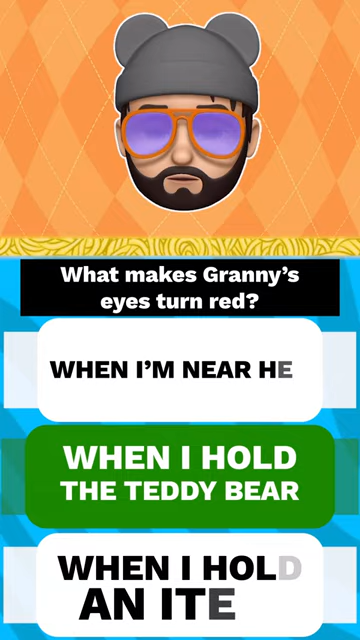 What makes Granny's
eyes turn red?
WHEN I'M NEAR HE
WHEN I HOLD
THE TEDDY BEAR
WHEN I HOLD
AN ITE